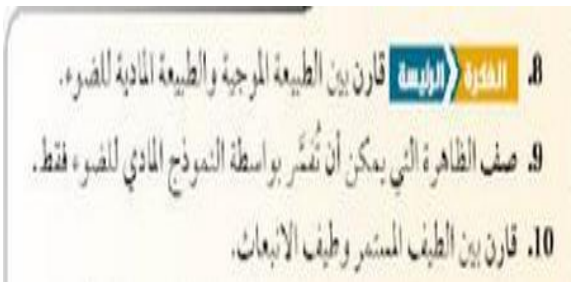 8. الفكرة الرئيسة قارن بين الطبيعة الموجية والطبيعة المادية للضوء.
9. صف الظاهرة التي يمكن أن تُفسَّر بواسطة النموذج المادي للضوء فقط.
10. قارن بين الطيف المستمر وطيف الانبعاث.